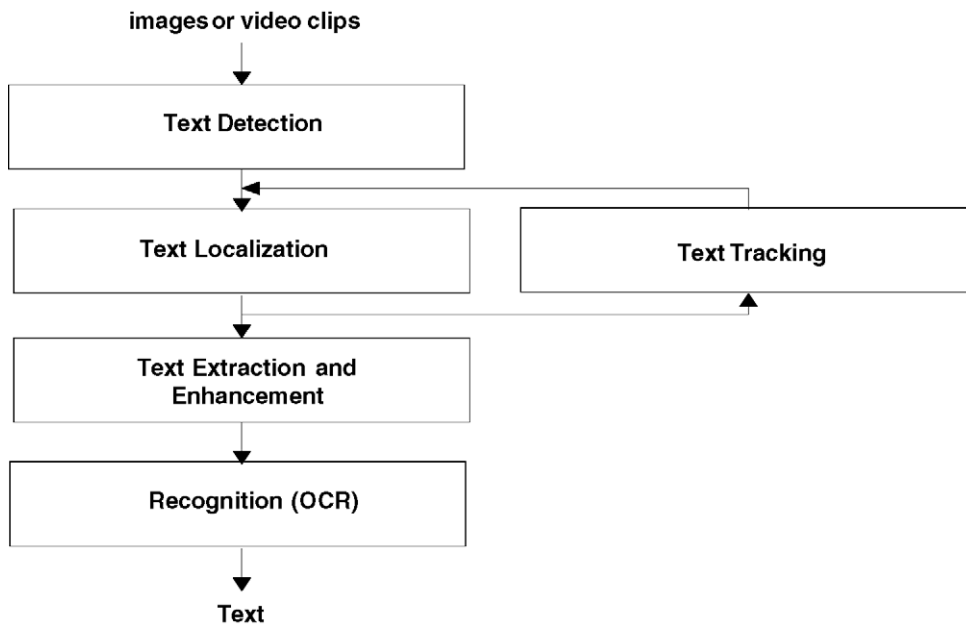 images or video clips
Text Detection
Text Localization
Text Tracking
Text Extraction and
Enhancement
Recognition (OCR)
Text